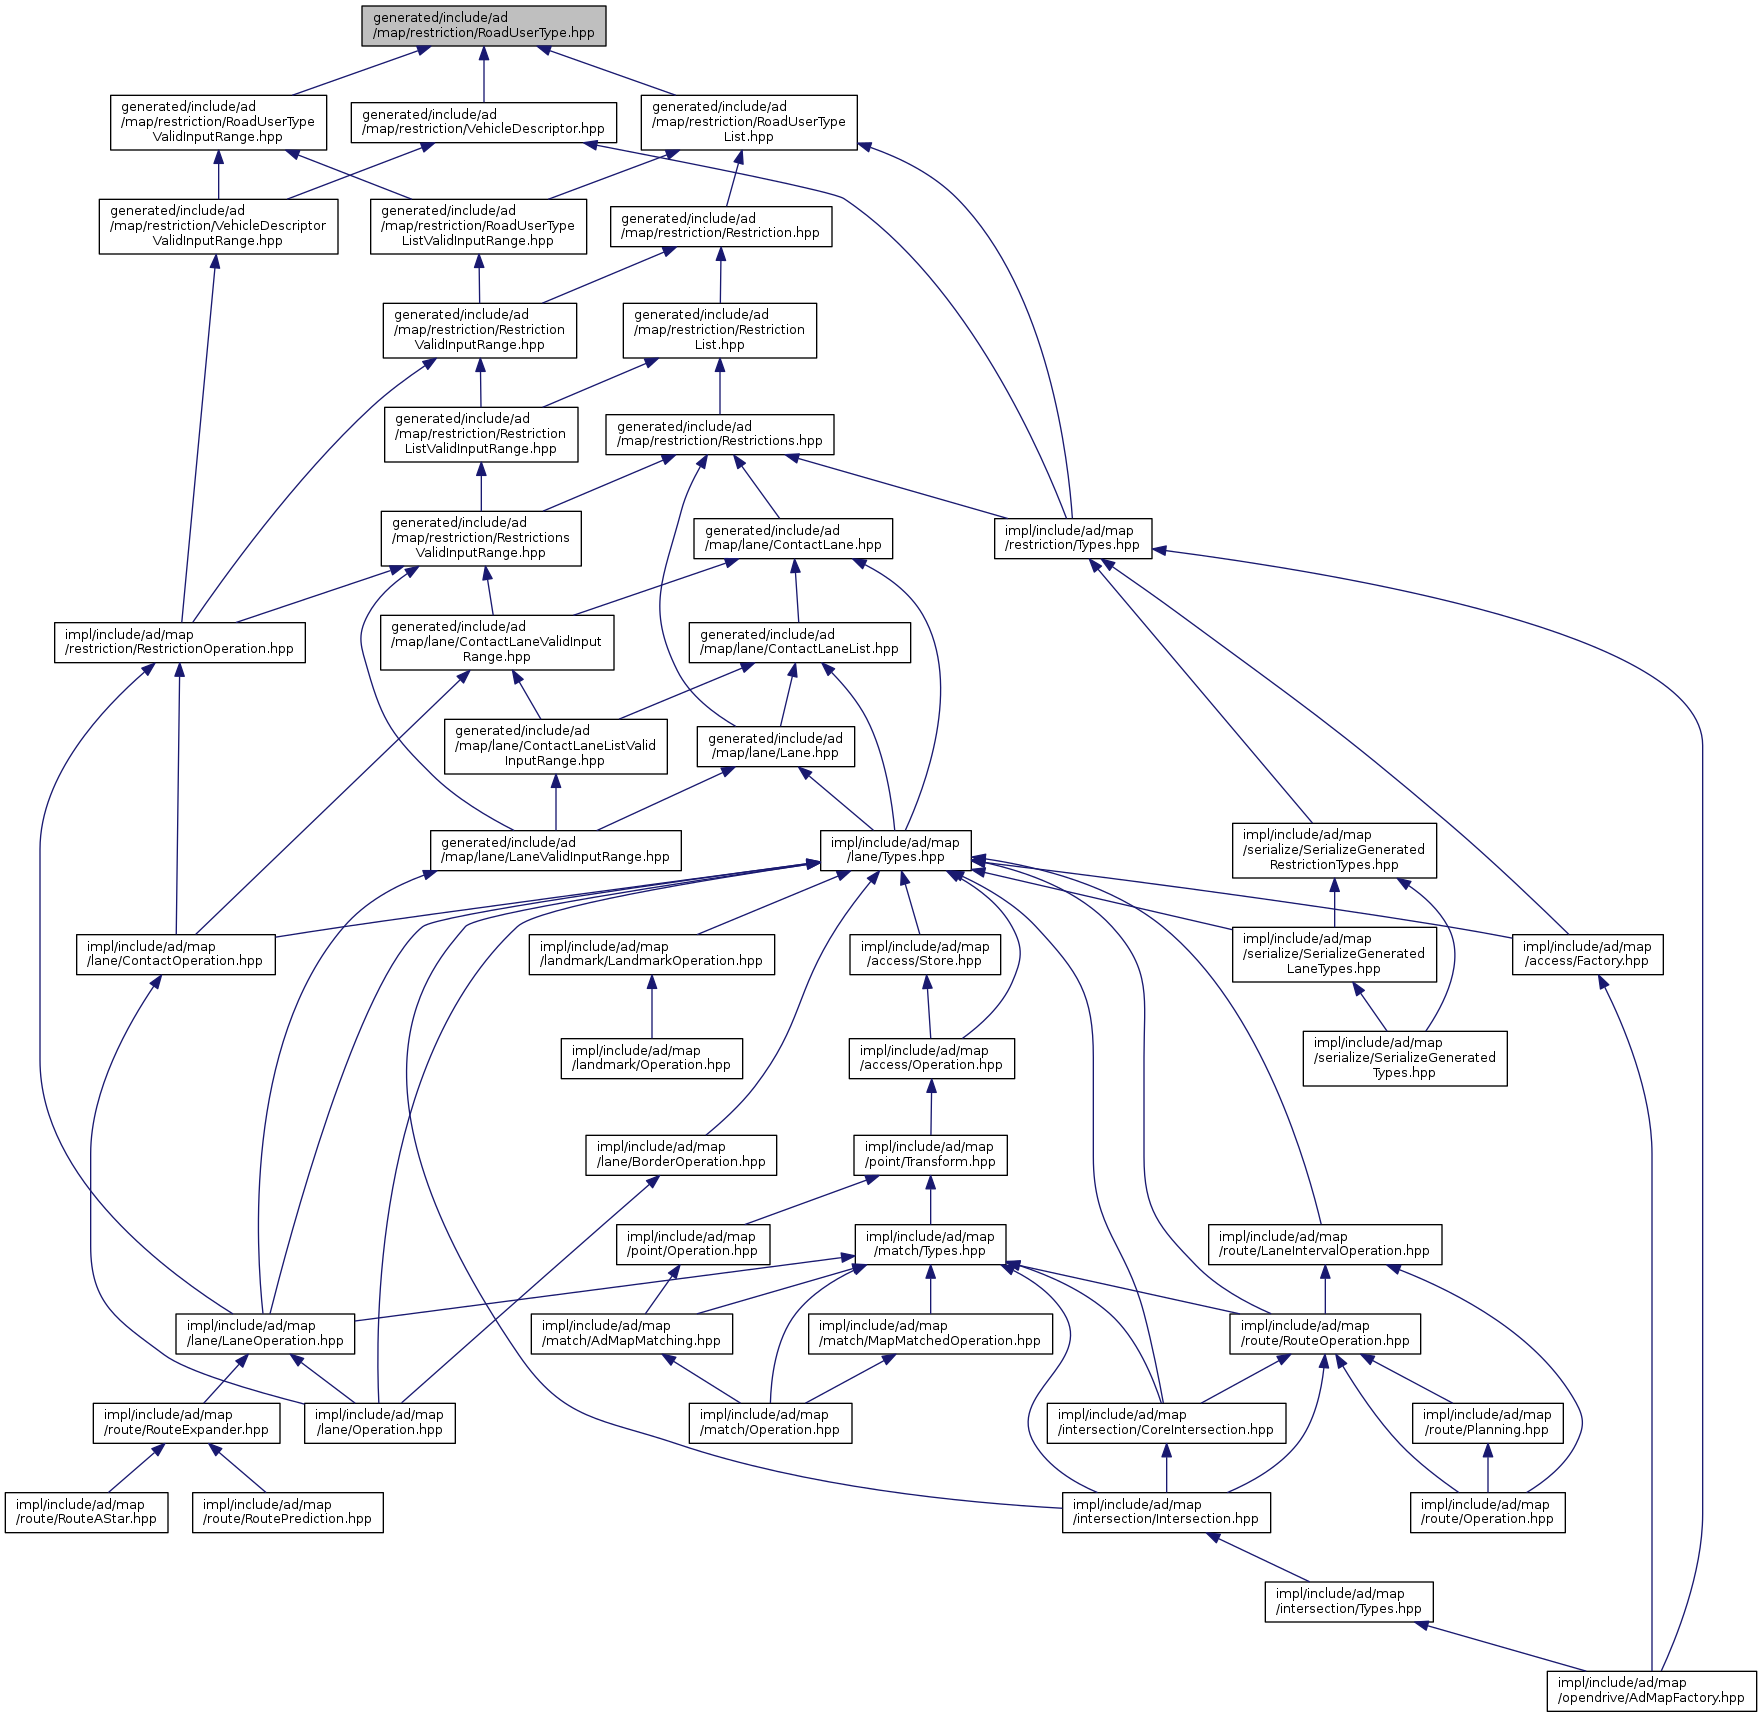 generated/include/ad
/map/restriction/RoadUserType.hpp
generated/include/ad
/map/restriction/RoadUserType
ValidInputRange.hpp
generated/include/ad
/map/restriction/VehicleDescriptor.hpp
generated/include/ad
/map/restriction/RoadUserType
List.hpp
generated/include/ad
/map/restriction/VehicleDescriptor
ValidInputRange.hpp
generated/include/ad
/map/restriction/RoadUserType
ListValidInputRange.hpp
generated/include/ad
/map/restriction/Restriction.hpp
generated/include/ad
/map/restriction/Restriction
ValidInputRange.hpp
generated/include/ad
/map/restriction/Restriction
List.hpp
generated/include/ad
/map/restriction/Restriction
ListValidInputRange.hpp
generated/include/ad
/map/restriction/Restrictions.hpp
generated/include/ad
/map/restriction/Restrictions
ValidInputRange.hpp
generated/include/ad
/map/lane/ContactLane.hpp
impl/include/ad/map
/restriction/Types.hpp
impl/include/ad/map
/restriction/RestrictionOperation.hpp
generated/include/ad
/map/lane/ContactLaneValidInput
Range.hpp
generated/include/ad
/map/lane/ContactLaneList.hpp
generated/include/ad
/map/lane/ContactLaneListValid
InputRange.hpp
generated/include/ad
/map/lane/Lane.hpp
generated/include/ad
/map/lane/LaneValidInputRange.hpp
impl/include/ad/map
/lane/Types.hpp
impl/include/ad/map
/serialize/SerializeGenerated
RestrictionTypes.hpp
impl/include/ad/map
/lane/ContactOperation.hpp
impl/include/ad/map
/landmark/LandmarkOperation.hpp
impl/include/ad/map
/access/Store.hpp
impl/include/ad/map
/serialize/SerializeGenerated
LaneTypes.hpp
impl/include/ad/map
/access/Factory.hpp
impl/include/ad/map
/landmark/Operation.hpp
impl/include/ad/map
/access/Operation.hpp
impl/include/ad/map
/serialize/SerializeGenerated
Types.hpp
impl/include/ad/map
/lane/BorderOperation.hpp
impl/include/ad/map
/point/Transform.hpp
impl/include/ad/map
/point/Operation.hpp
impl/include/ad/map
/match/Types.hpp
impl/include/ad/map
/route/LaneIntervalOperation.hpp
impl/include/ad/map
/lane/LaneOperation.hpp
impl/include/ad/map
/match/AdMapMatching.hpp
impl/include/ad/map
/match/MapMatchedOperation.hpp
impl/include/ad/map
/route/RouteOperation.hpp
impl/include/ad/map
/route/RouteExpander.hpp
impl/include/ad/map
/lane/Operation.hpp
impl/include/ad/map
/match/Operation.hpp
impl/include/ad/map
/intersection/CoreIntersection.hpp
impl/include/ad/map
/route/Planning.hpp
impl/include/ad/map
/route/RouteAStar.hpp
impl/include/ad/map
/route/RoutePrediction.hpp
impl/include/ad/map
/intersection/Intersection.hpp
impl/include/ad/map
/route/Operation.hpp
impl/include/ad/map
/intersection/Types.hpp
impl/include/ad/map
/opendrive/AdMapFactory.hpp